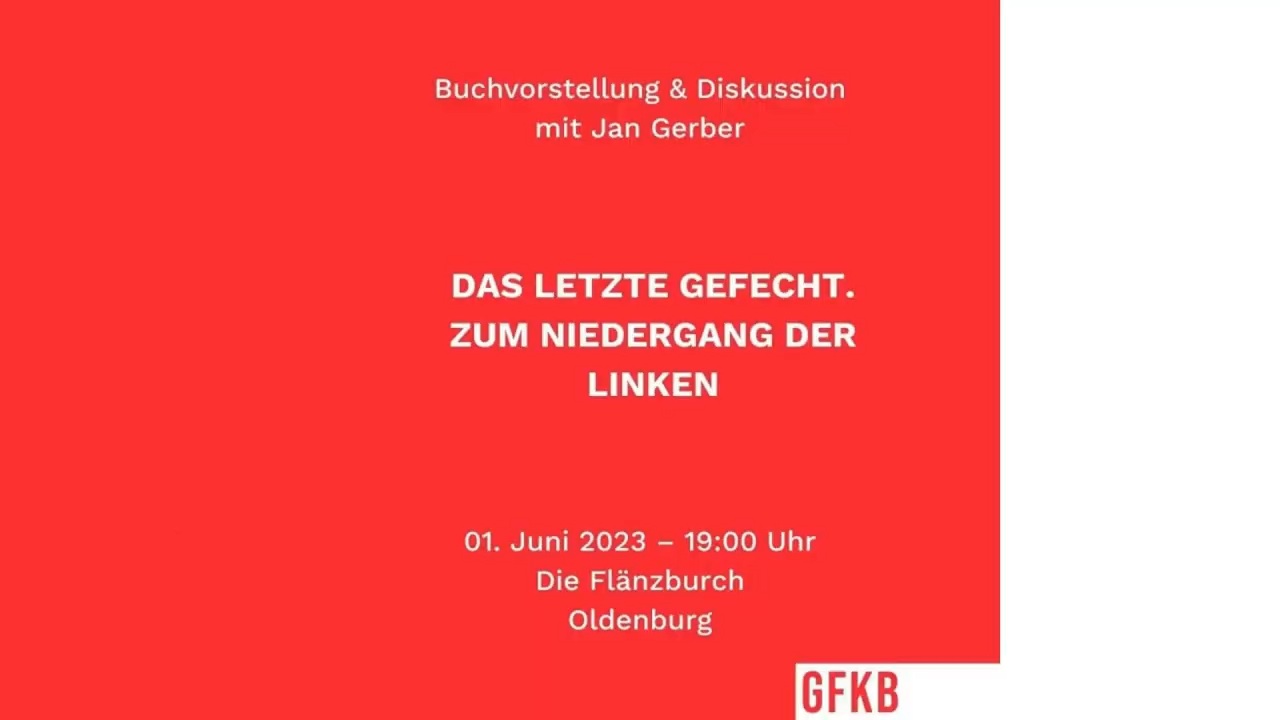 Buchvorstellung & Diskussion
mit Jan Gerber
DAS LETZTE GEFECHT.
ZUM NIEDERGANG DER
LINKEN
01. Juni 2023 – 19:00 Uhr
Die Flänzburch
Oldenburg
GFKB